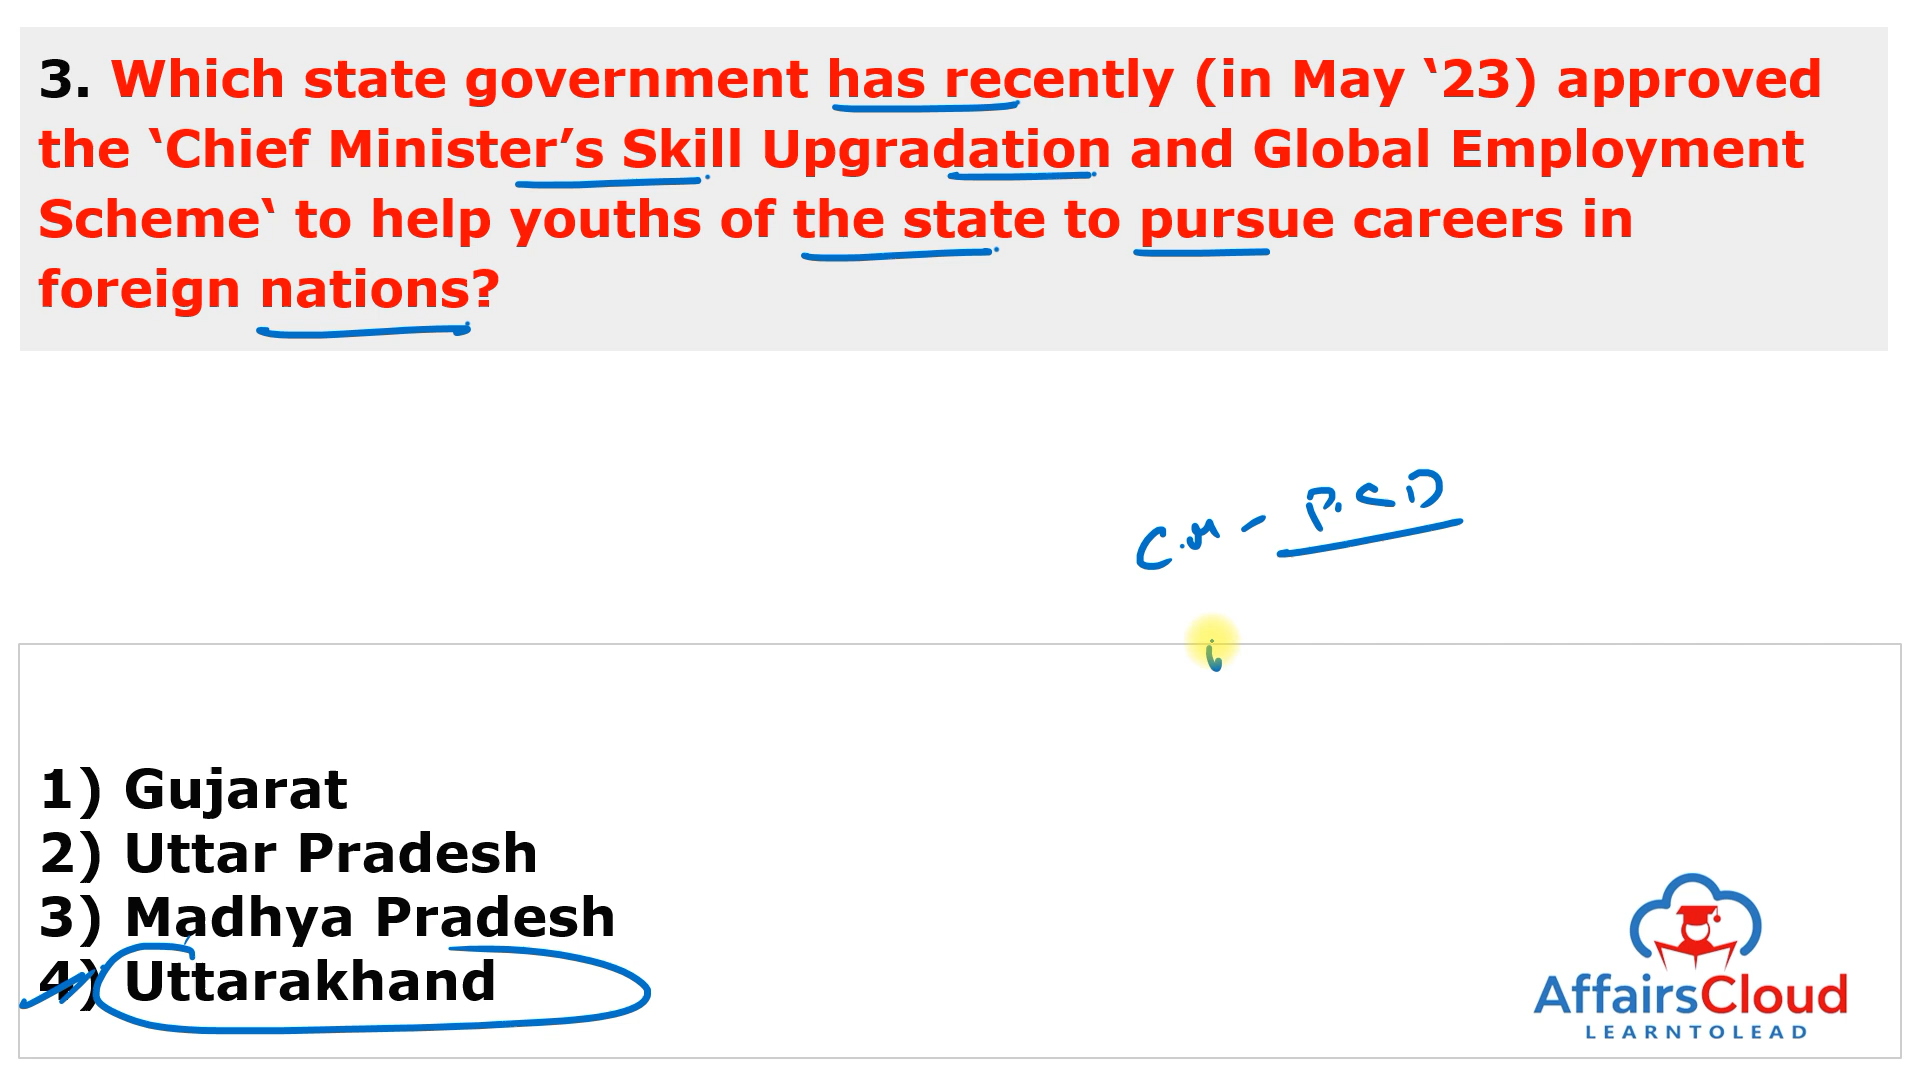 3. Which state government has recently (in May ‘23) approved
the ‘Chief Minister’s Skill Upgradation and Global Employment
Scheme‘ to help youths of the state to pursue careers in
foreign nations?
C.M - P.SD
1) Gujarat
2) Uttar Pradesh
3) Madhya Pradesh
4) Uttarakhand
AffairsCloud
LEARNTOLEAD